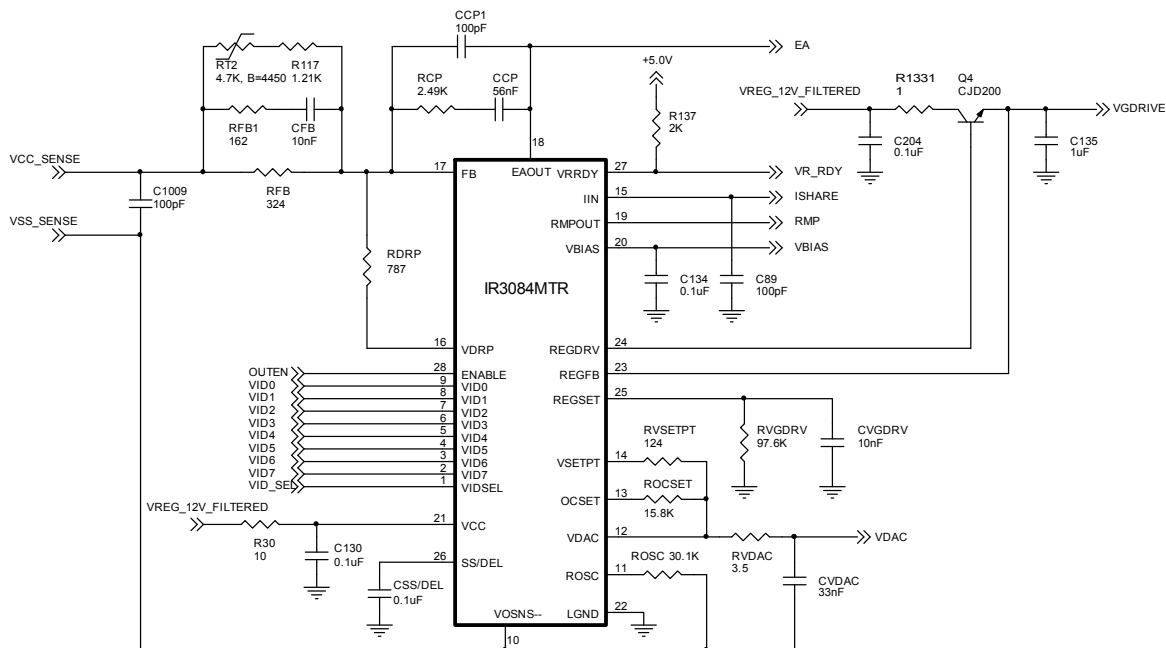 CCP1
100pF
EA
RT2
4.7K, B=4450
R117
1.21K
RCP
2.49K
CCP
56nF
+5.0V
R137
2K
VREG_12V_FILTERED
R1331
1
Q4
CJD200
VGDRIVE
C204
0.1uF
C135
1uF
RFB1
162
CFB
10nF
18
VCC_SENSE
RFB
324
17
FB
EAOUT
VRRDY
27
VR_RDY
C1009
100pF
IIN
15
ISHARE
VSS_SENSE
RMPOUT
19
RMP
VBIAS
20
VBIAS
RDRP
787
C134
0.1uF
C89
100pF
IR3084MTR
16
VDRP
REGDRV
24
OUTEN
28
ENABLE
REGFB
23
VID0
9
VID0
VID1
8
VID1
REGSET
25
VID2
7
VID2
VID3
6
VID3
VID4
5
VID4
VID5
4
VID5
VID6
3
VID6
VID7
2
VID7
VID_SEL
1
VIDSEL
RVGDRV
97.6K
CVGDRV
10nF
RVSETPT
124
VSETPT
14
OCSET
13
ROCSET
15.8K
VREG_12V_FILTERED
R30
10
21
VCC
VDAC
12
RVDAC
3.5
VDAC
C130
0.1uF
26
SS/DEL
ROSC
11
ROSC 30.1K
CVDAC
33nF
CSS/DEL
0.1uF
VOSNS--
LGND
22
10